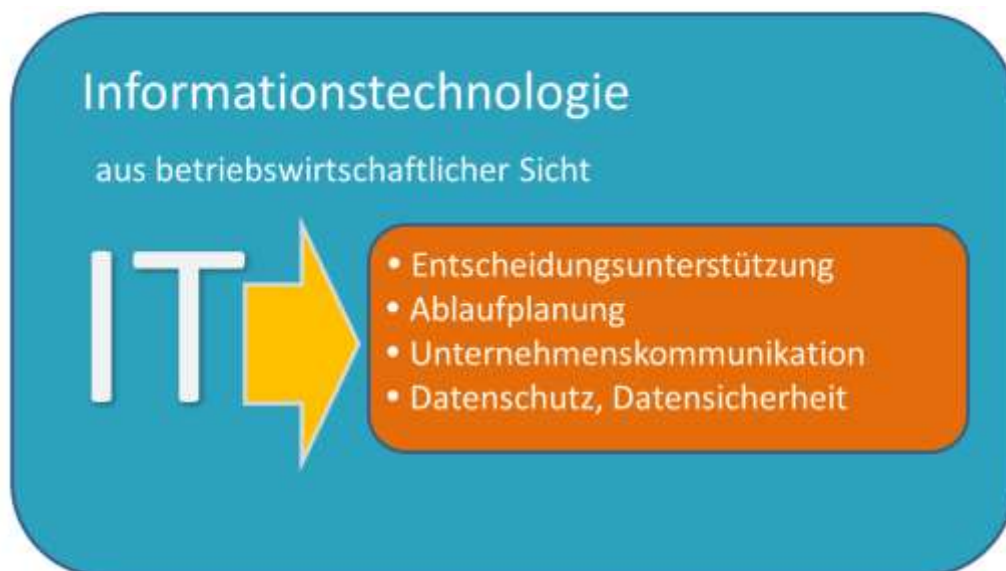 Informationstechnologie
aus betriebswirtschaftlicher Sicht
IT
• Entscheidungsunterstützung
• Ablaufplanung
• Unternehmenskommunikation
• Datenschutz, Datensicherheit